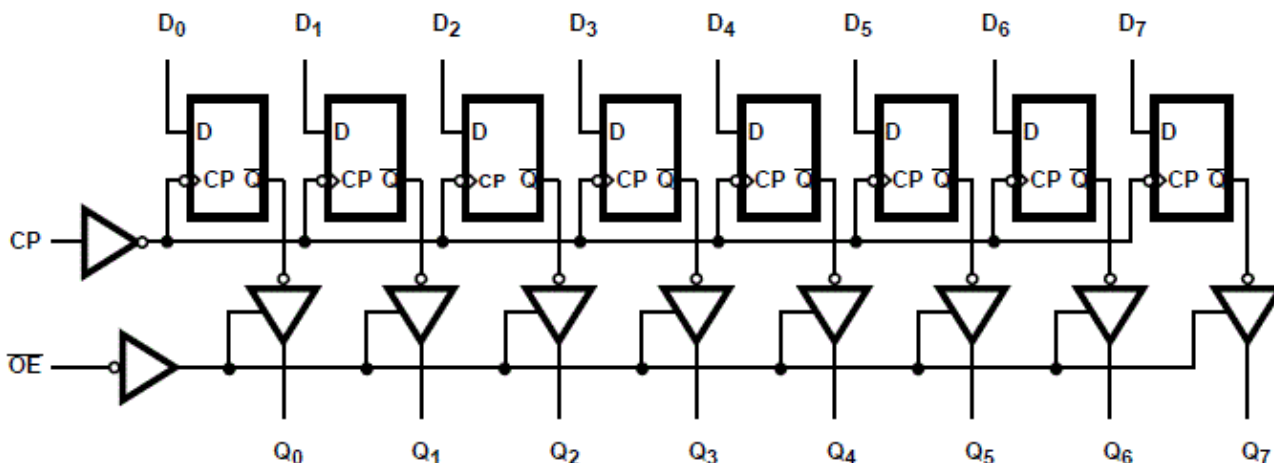 D0 D1 D2 D3 D4 D5 D6 D7
D D D D D D D D
CP Q̅ CP Q̅ CP Q̅ CP Q̅ CP Q̅ CP Q̅ CP Q̅ CP Q̅
CP
O̅E̅
Q0 Q1 Q2 Q3 Q4 Q5 Q6 Q7